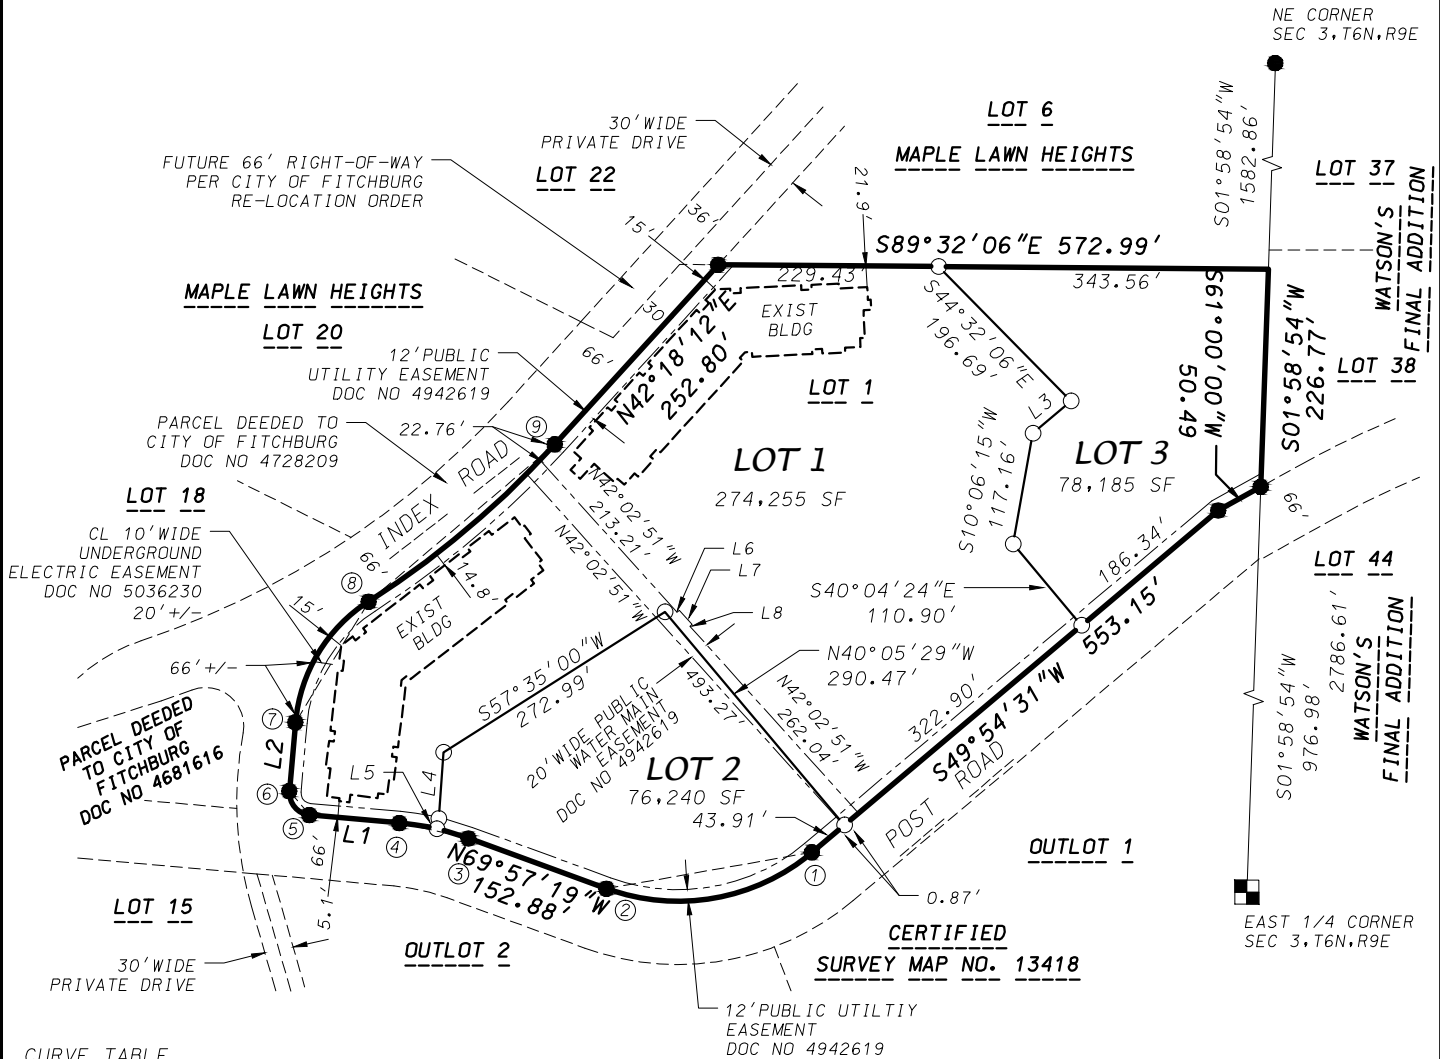 NE CORNER
SEC 3,T6N,R9E
LOT 6
MAPLE LAWN HEIGHTS
30'WIDE
PRIVATE DRIVE
LOT 22
FUTURE 66' RIGHT-OF-WAY
PER CITY OF FITCHBURG
RE-LOCATION ORDER
15'
36'
21.9'
S01°58'54"W
1582.86'
LOT 37
WATSON'S
FINAL ADDITION
S89°32'06"E 572.99'
229.43'
343.56'
MAPLE LAWN HEIGHTS
LOT 20
30
66'
N42°18'12"E
252.80'
EXIST
BLDG
LOT 1
S44°32'06"E
196.69'
S61°00'00"W
50.49
S01°58'54"W
226.77'
LOT 38
12'PUBLIC
UTILITY EASEMENT
DOC NO 4942619
PARCEL DEEDED TO
CITY OF FITCHBURG
DOC NO 4728209
22.76'
9
INDEX ROAD
LOT 1
274,255 SF
L3
LOT 3
78,185 SF
S10°06'15"W
117.16'
LOT 18
CL 10'WIDE
UNDERGROUND
ELECTRIC EASEMENT
DOC NO 5036230
20'+/-
66'
8
15'
14.8'
N42°02'51"W
213.21'
N42°02'51"W
L6
L7
L8
186.34'
66'
LOT 44
S40°04'24"E
110.90'
EXIST
BLDG
553.15'
66'+/-
S57°35'00"W
272.99'
N40°05'29"W
290.47'
493.27'
N42°02'51"W
262.04'
322.90'
S49°54'31"W
2786.61'
S01°58'54"W
976.98'
WATSON'S
FINAL ADDITION
PARCEL DEEDED
TO CITY OF
FITCHBURG
DOC NO 4681616
7
L2
6
5
L1
4
L5
L4
20'WIDE PUBLIC
WATER MAIN
EASEMENT
DOC NO 4942619
LOT 2
76,240 SF
43.91'
POST ROAD
OUTLOT 1
3
N69°57'19"W
152.88'
2
1
0.87'
66'
5.1'
LOT 15
OUTLOT 2
CERTIFIED
SURVEY MAP NO. 13418
EAST 1/4 CORNER
SEC 3,T6N,R9E
30'WIDE
PRIVATE DRIVE
12'PUBLIC UTILTIY
EASEMENT
DOC NO 4942619
CURVE TABLE